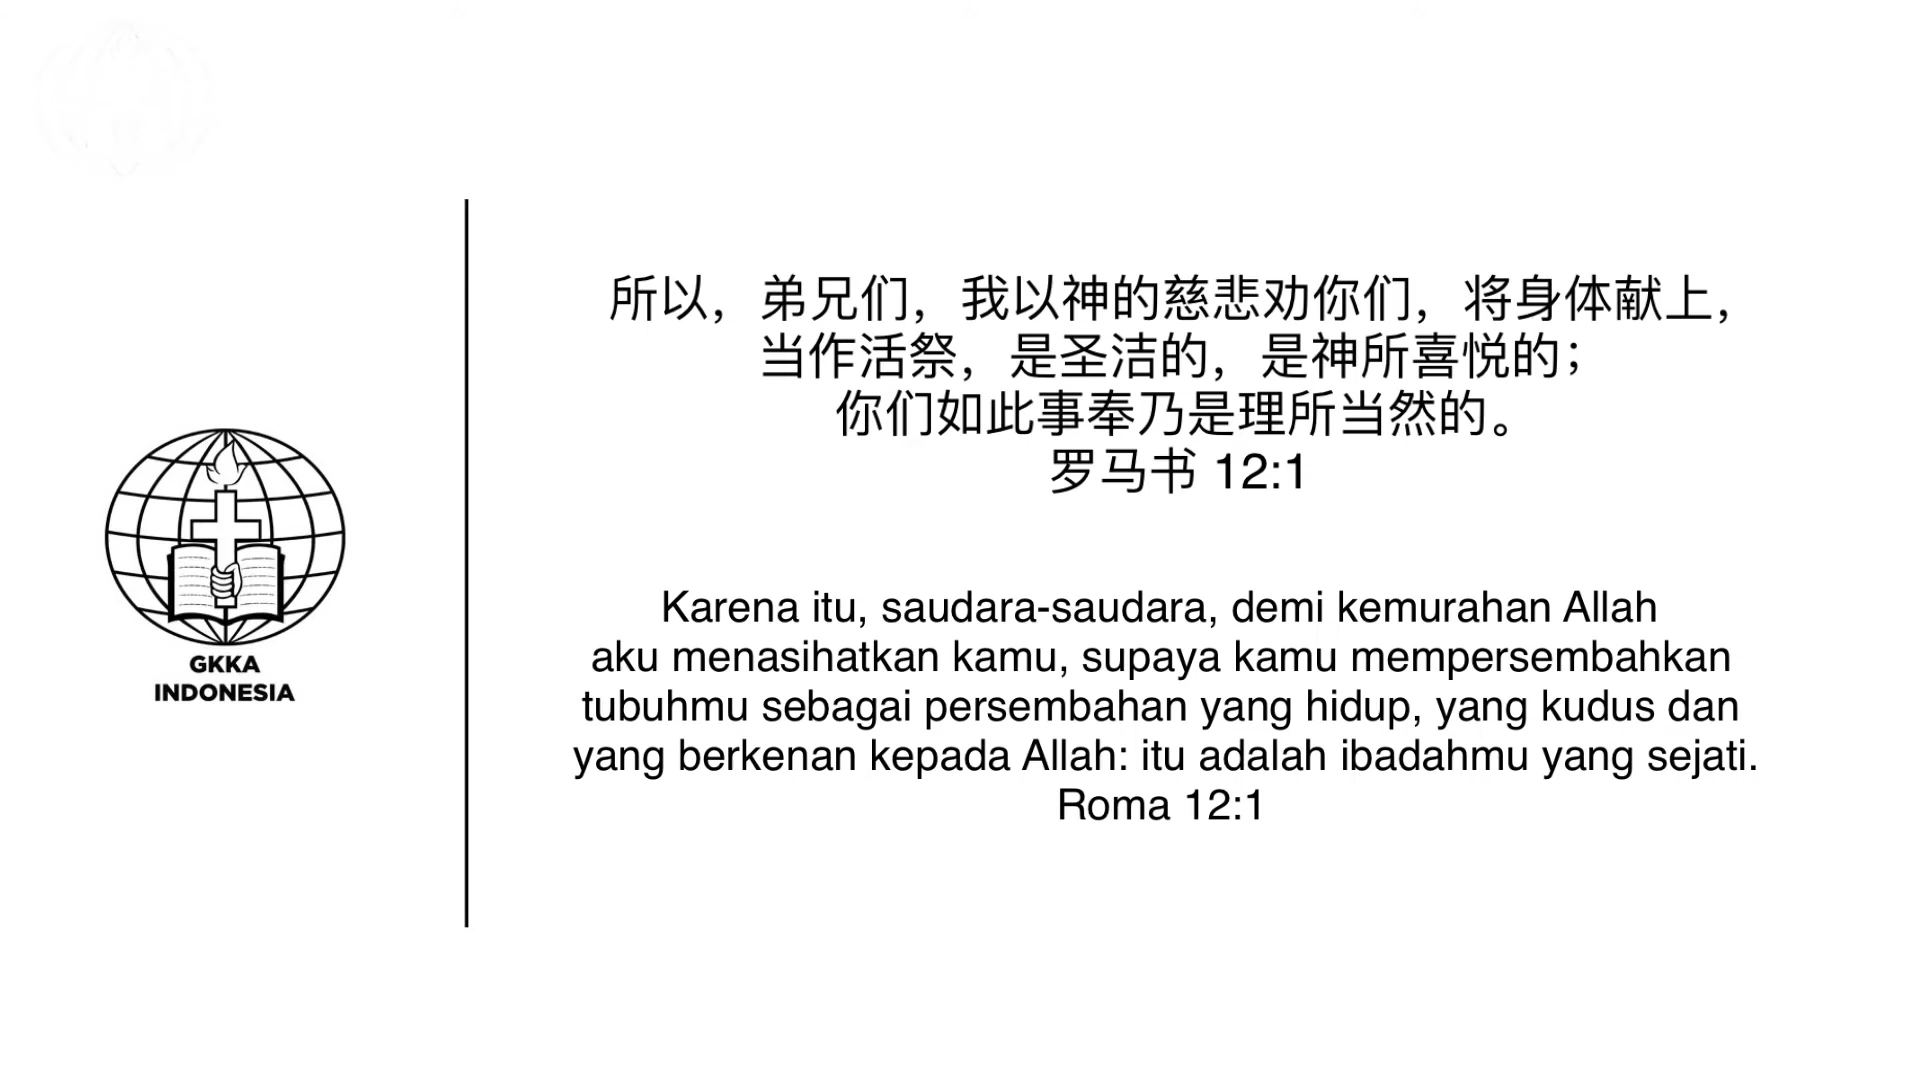 所以，弟兄们，我以神的慈悲劝你们，将身体献上，
当作活祭，是圣洁的，是神所喜悦的；
你们如此事奉乃是理所当然的。
罗马书 12:1
Karena itu, saudara-saudara, demi kemurahan Allah
aku menasihatkan kamu, supaya kamu mempersembahkan
tubuhmu sebagai persembahan yang hidup, yang kudus dan
yang berkenan kepada Allah: itu adalah ibadahmu yang sejati.
Roma 12:1
GKKA
INDONESIA